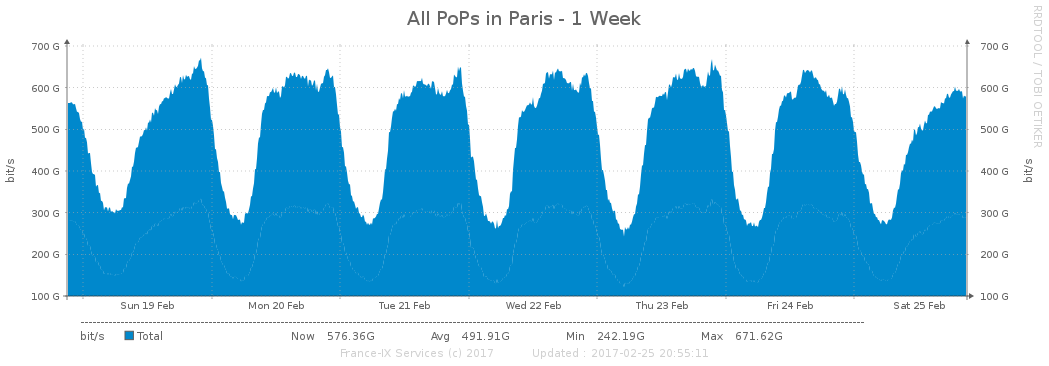 All PoPs in Paris - 1 Week
RRDTOOL / TOBI OETIKER
700 G 700 G
600 G 600 G
500 G 500 G
400 G 400 G
300 G 300 G
200 G 200 G
100 G 100 G
bit/s bit/s
Sun 19 Feb Mon 20 Feb Tue 21 Feb Wed 22 Feb Thu 23 Feb Fri 24 Feb Sat 25 Feb
bit/s Total Now 576.36G Avg 491.91G Min 242.19G Max 671.62G
France-IX Services (c) 2017 Updated : 2017-02-25 20:55:11